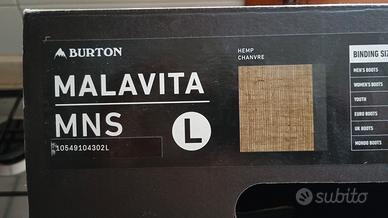 BURTON
MALAVITA
MNS
L
10549104302L
HEMP
CHANVRE
BINDING SIZ
MEN'S BOOTS
WOMEN'S BOOTS
YOUTH
EURO BOOTS
UK BOOTS
MONDO BOOTS
subito